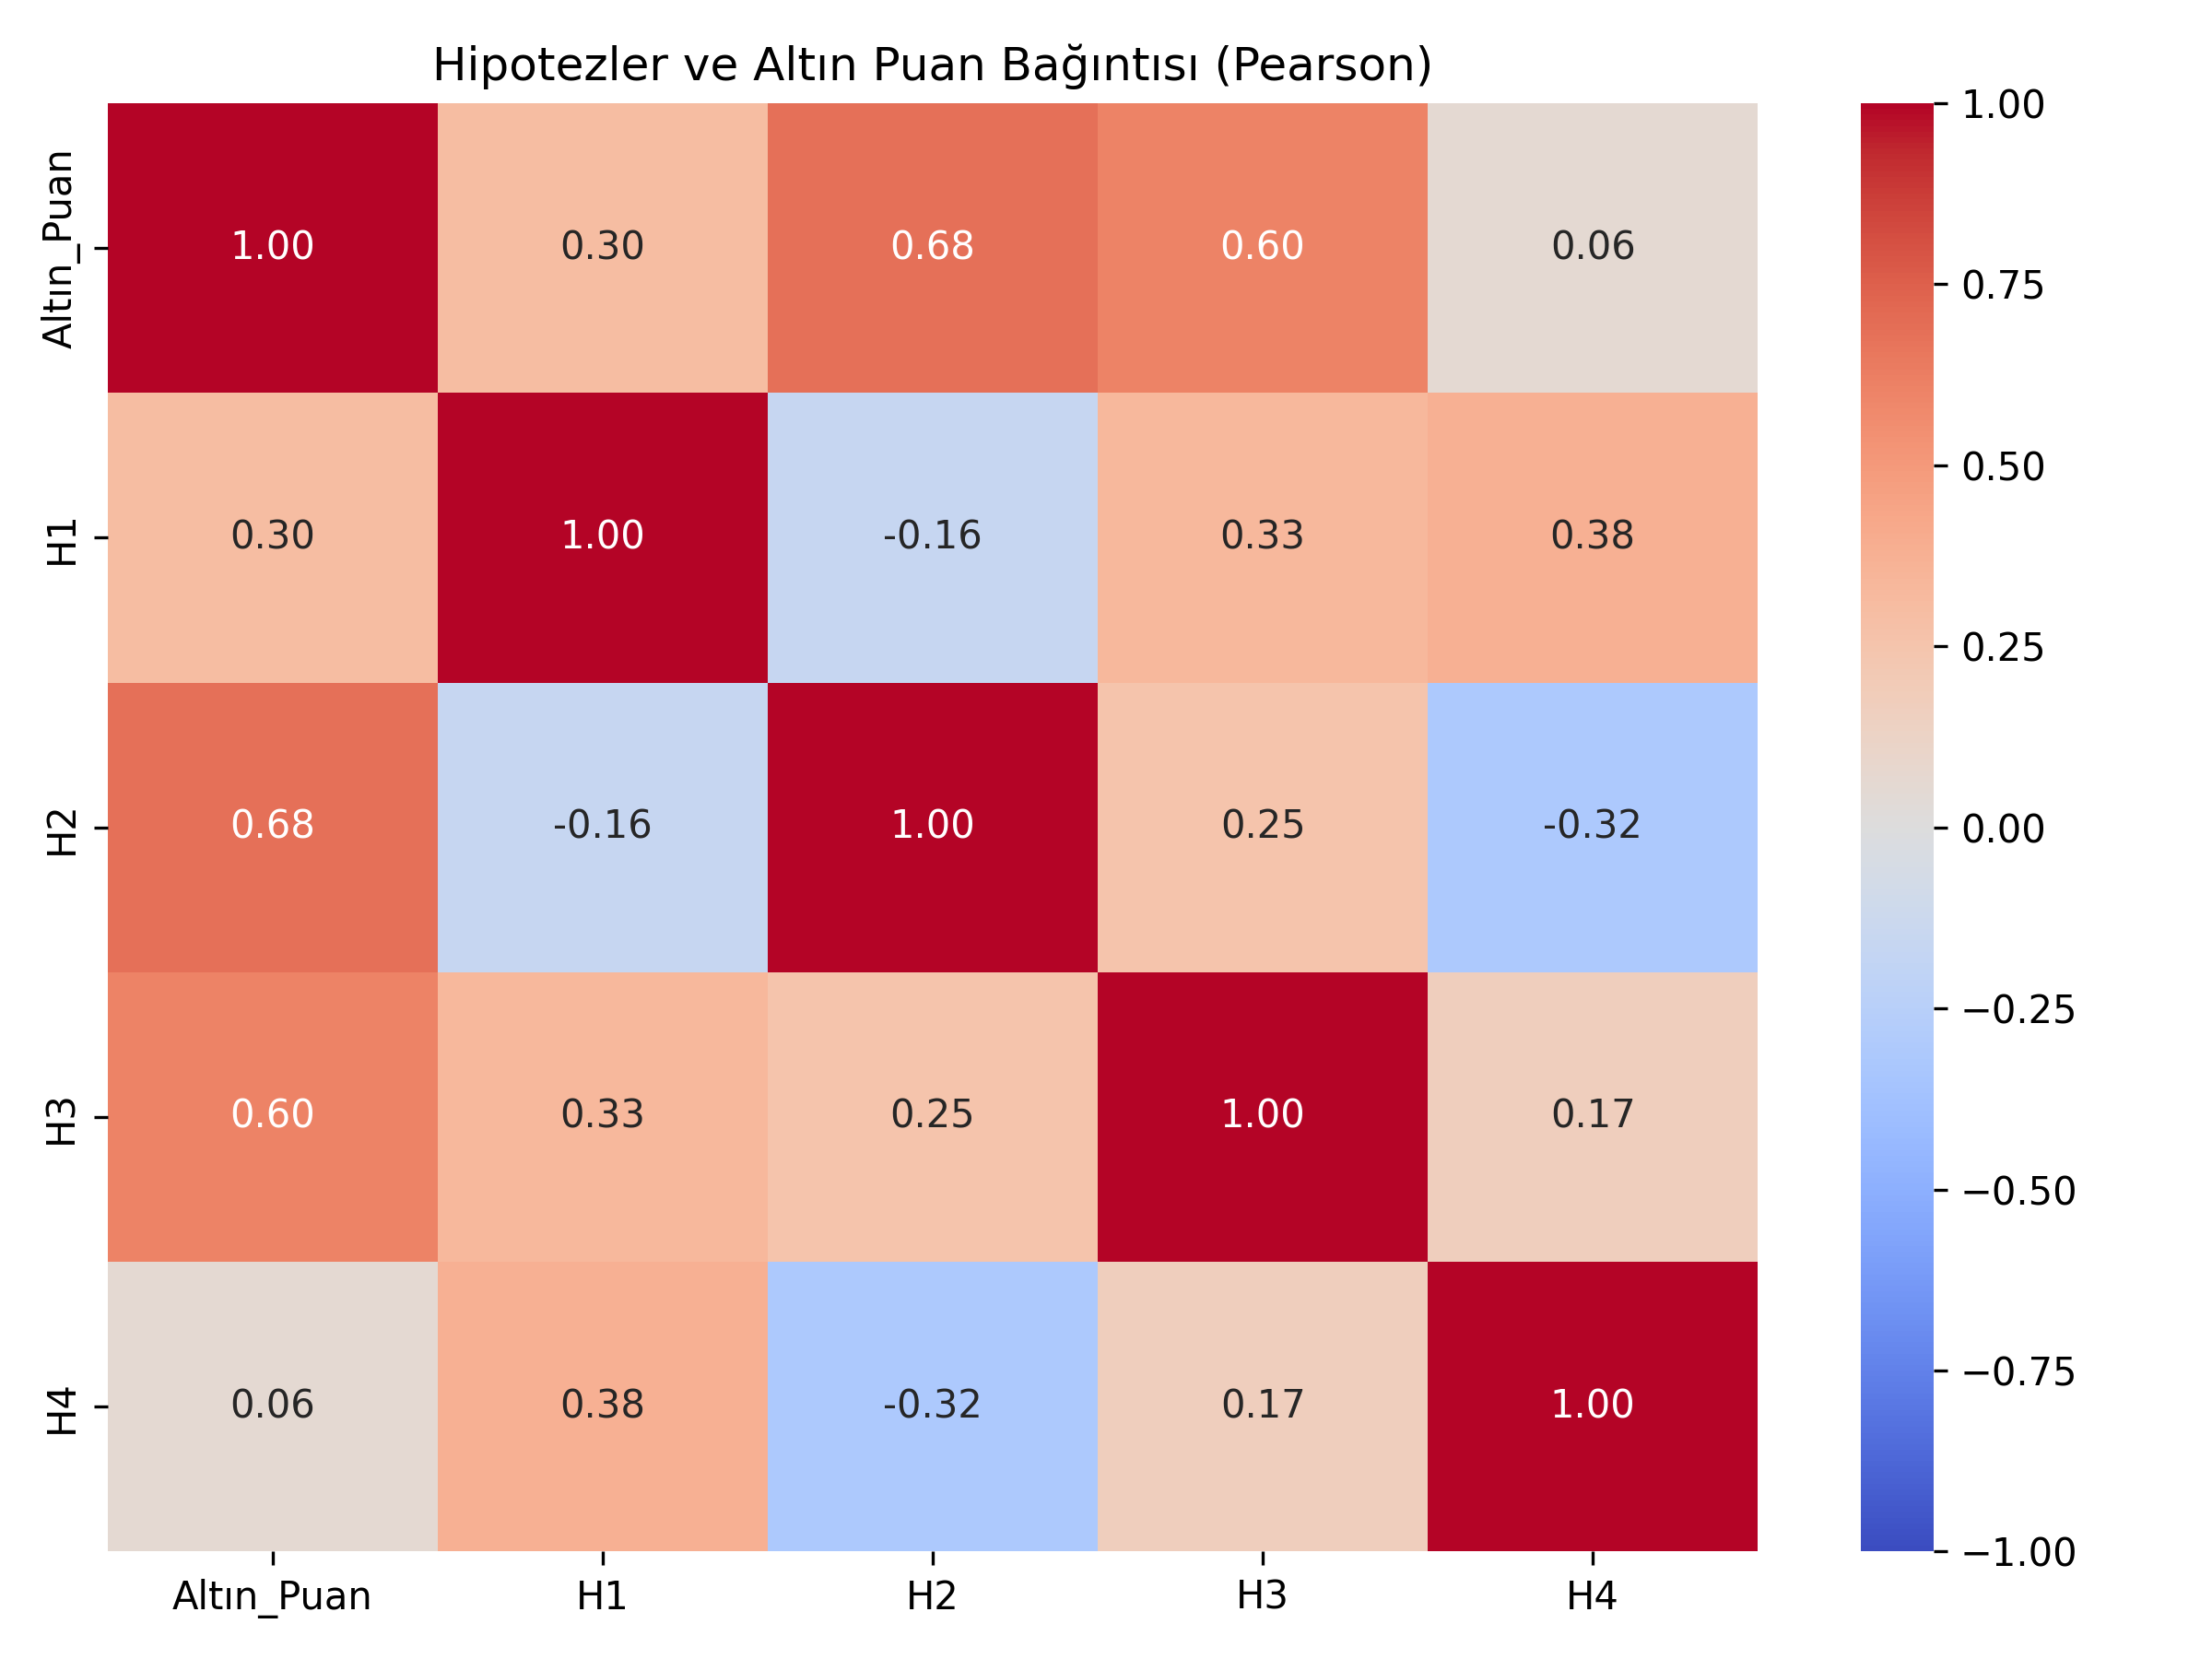 Hipotezler ve Altın Puan Bağıntısı (Pearson)
Altın_Puan 1.00 0.30 0.68 0.60 0.06
H1 0.30 1.00 -0.16 0.33 0.38
H2 0.68 -0.16 1.00 0.25 -0.32
H3 0.60 0.33 0.25 1.00 0.17
H4 0.06 0.38 -0.32 0.17 1.00
Altın_Puan H1 H2 H3 H4
1.00
0.75
0.50
0.25
0.00
−0.25
−0.50
−0.75
−1.00